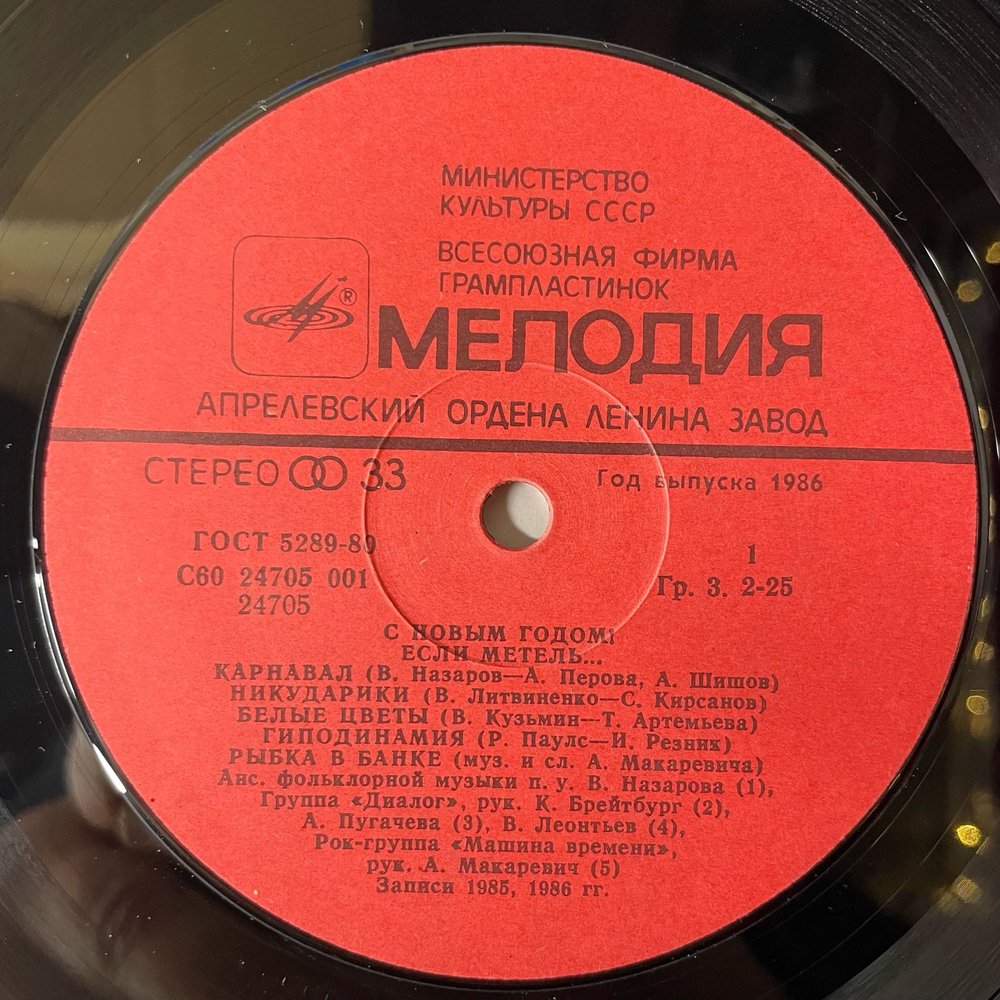 МИНИСТЕРСТВО
КУЛЬТУРЫ СССР
ВСЕСОЮЗНАЯ ФИРМА
ГРАМПЛАСТИНОК
®
МЕЛОДИЯ
АПРЕЛЕВСКИЙ ОРДЕНА ЛЕНИНА ЗАВОД
СТЕРЕО 33
Год выпуска 1986
ГОСТ 5289-80
1
С60 24705 001
Гр. 3. 2-25
24705
С НОВЫМ ГОДОМ!
ЕСЛИ МЕТЕЛЬ...
КАРНАВАЛ (В. Назаров—А. Перова, А. Шишов)
НИКУДАРИКИ (В. Литвиненко—С. Кирсанов)
БЕЛЫЕ ЦВЕТЫ (В. Кузьмин—Т. Артемьева)
ГИПОДИНАМИЯ (Р. Паулс—И. Резник)
РЫБКА В БАНКЕ (муз. и сл. А. Макаревича)
Анс. фольклорной музыки п. у. В. Назарова (1),
Группа «Диалог», рук. К. Брейтбург (2),
А. Пугачева (3), В. Леонтьев (4),
Рок-группа «Машина времени»,
рук. А. Макаревич (5)
Записи 1985, 1986 гг.